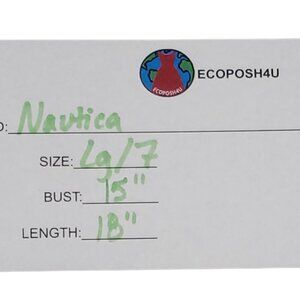 ECOPOSH4U
ECOPOSH4U
D: Nautica
SIZE: Lg/7
BUST: 15"
LENGTH: 18"